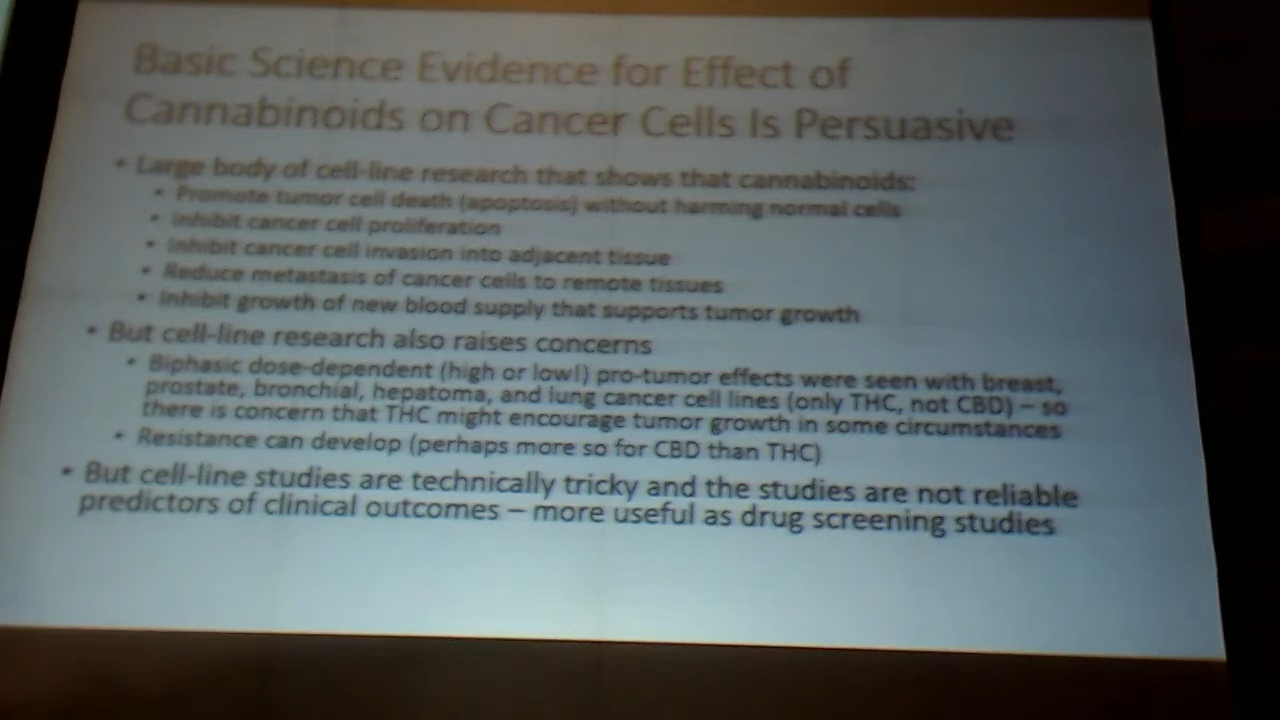 Basic Science Evidence for Effect of
Cannabinoids on Cancer Cells Is Persuasive
• Large body of cell-line research that shows that cannabinoids:
• Promote tumor cell death (apoptosis) without harming normal cells
• Inhibit cancer cell proliferation
• Inhibit cancer cell invasion into adjacent tissue
• Reduce metastasis of cancer cells to remote tissues
• Inhibit growth of new blood supply that supports tumor growth
• But cell-line research also raises concerns
• Biphasic dose-dependent (high or low!) pro-tumor effects were seen with breast,
prostate, bronchial, hepatoma, and lung cancer cell lines (only THC, not CBD) – so
there is concern that THC might encourage tumor growth in some circumstances
• Resistance can develop (perhaps more so for CBD than THC)
• But cell-line studies are technically tricky and the studies are not reliable
predictors of clinical outcomes – more useful as drug screening studies